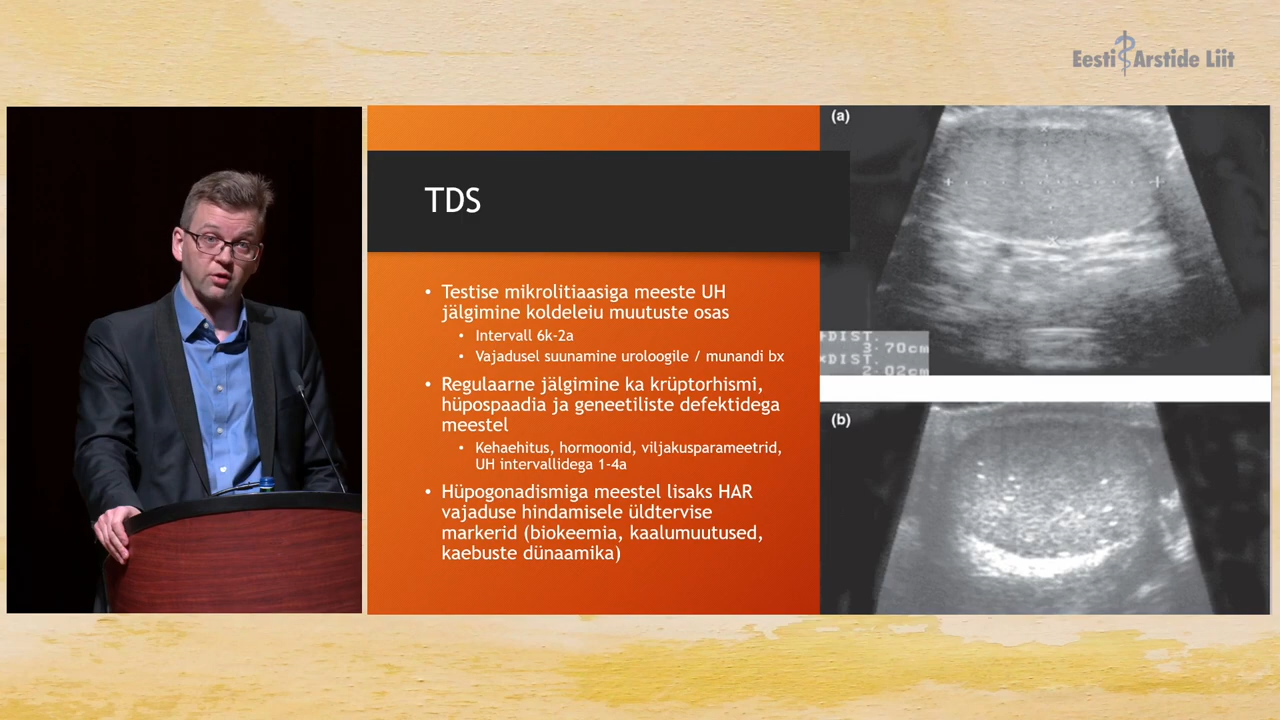 Eesti Arstide Liit
TDS
• Testise mikrolitiaasiga meeste UH
jälgimine koldeleiu muutuste osas
• Intervall 6k-2a
• Vajadusel suunamine uroloogile / munandi bx
• Regulaarne jälgimine ka krüptorhismi,
hüpospaadia ja geneetiliste defektidega
meestel
• Kehaehitus, hormoonid, viljakusparameetrid,
UH intervallidega 1-4a
• Hüpogonadismiga meestel lisaks HAR
vajaduse hindamisele üldtervise
markerid (biokeemia, kaalumuutused,
kaebuste dünaamika)
(a)
+DIST.
3.70cm
×DIST.
2.02cm
(b)